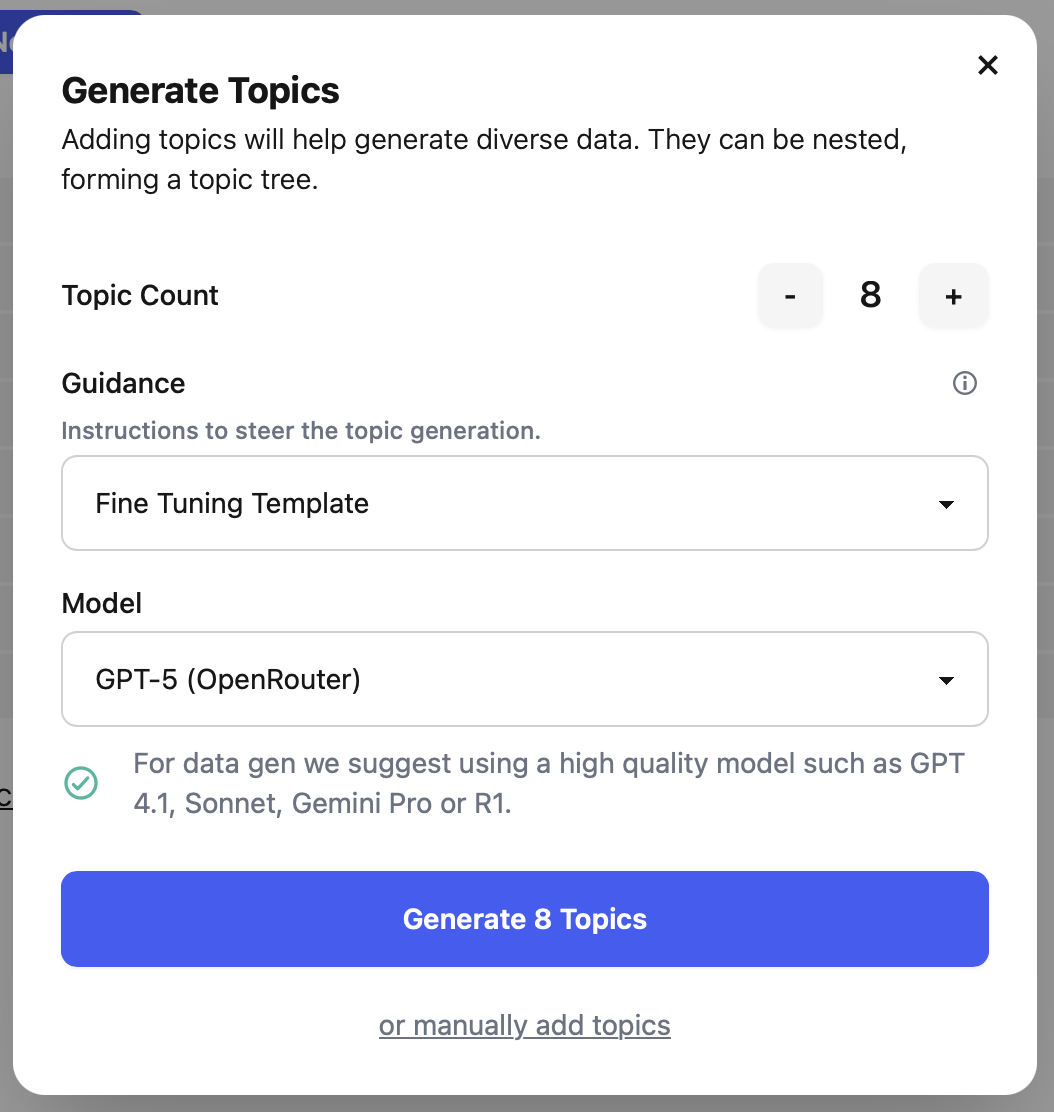 Generate Topics
Adding topics will help generate diverse data. They can be nested,
forming a topic tree.
Topic Count
- 8 +
Guidance
Instructions to steer the topic generation.
Fine Tuning Template
Model
GPT-5 (OpenRouter)
For data gen we suggest using a high quality model such as GPT
4.1, Sonnet, Gemini Pro or R1.
Generate 8 Topics
or manually add topics